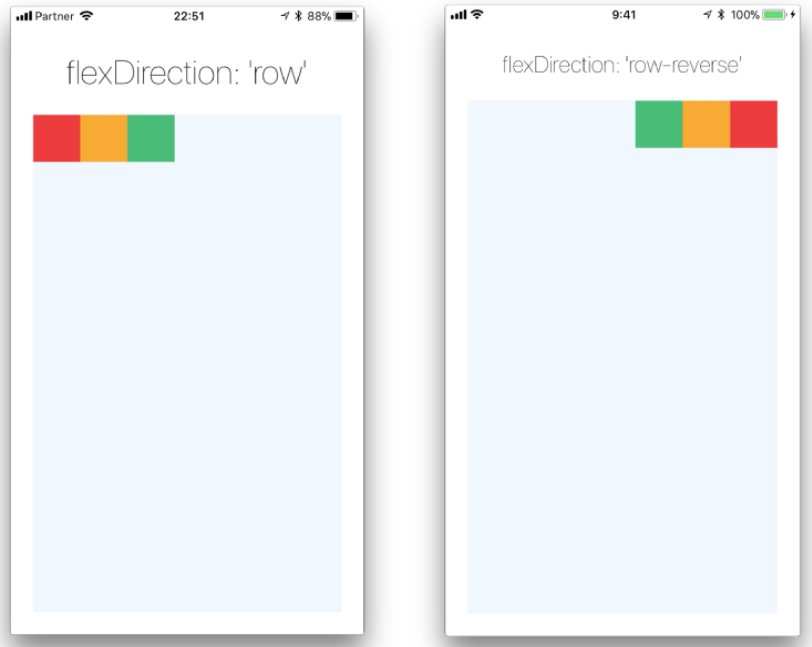 Partner 22:51 88%
flexDirection: 'row'
9:41 100%
flexDirection: 'row-reverse'